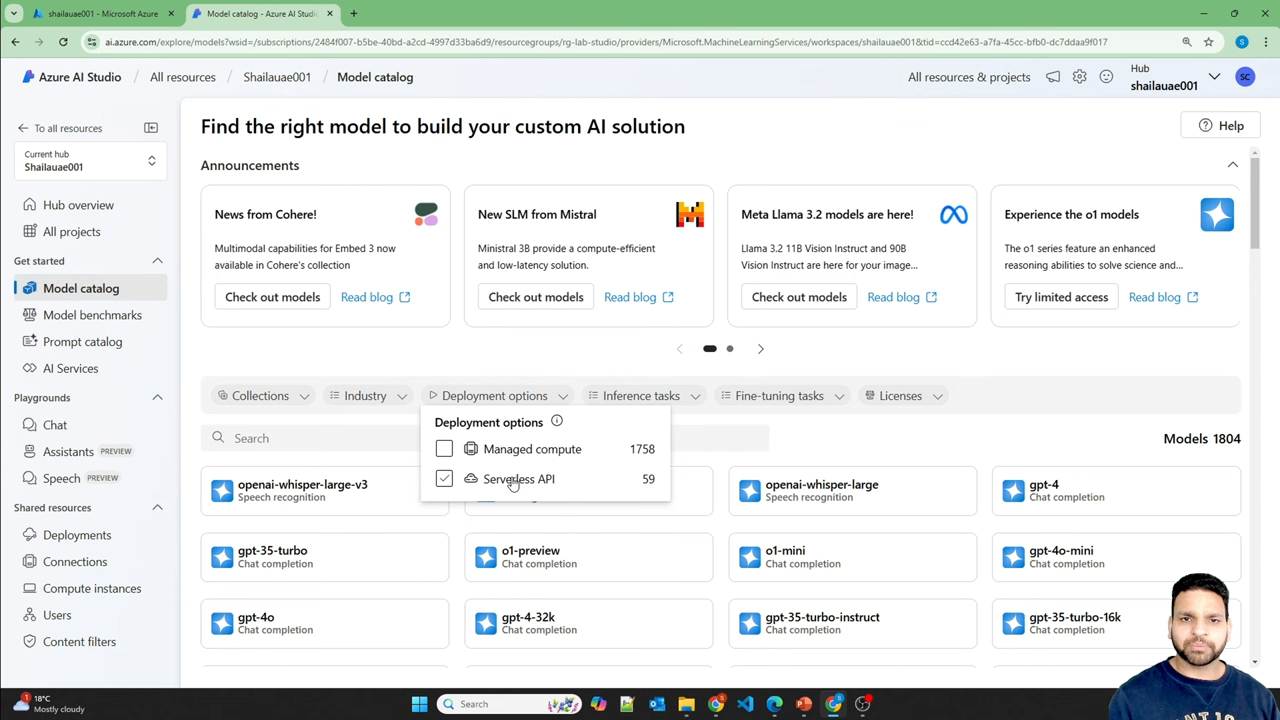 shailauae001 - Microsoft Azure
Model catalog - Azure AI Studio
ai.azure.com/explore/models?wsid=/subscriptions/2484f007-b5be-40bd-a2cd-4997d33ba6d9/resourcegroups/rg-lab-studio/providers/Microsoft.MachineLearningServices/workspaces/shailauae001&tid=ccd42e63-a7fa-45cc-bfb0-dc7ddaa9f017
S
Azure AI Studio / All resources / Shailauae001 / Model catalog
All resources & projects
Hub
shailauae001
SC
To all resources
Current hub
Shailauae001
Hub overview
All projects
Get started
Model catalog
Model benchmarks
Prompt catalog
AI Services
Playgrounds
Chat
Assistants PREVIEW
Speech PREVIEW
Shared resources
Deployments
Connections
Compute instances
Users
Content filters
Find the right model to build your custom AI solution
Help
Announcements
News from Cohere!
Multimodal capabilities for Embed 3 now
available in Cohere's collection
Check out models
Read blog
New SLM from Mistral
Ministral 3B provide a compute-efficient
and low-latency solution.
Check out models
Read blog
Meta Llama 3.2 models are here!
Llama 3.2 11B Vision Instruct and 90B
Vision Instruct are here for your image...
Check out models
Read blog
Experience the o1 models
The o1 series feature an enhanced
reasoning abilities to solve science and...
Try limited access
Read blog
Collections
Industry
Deployment options
Inference tasks
Fine-tuning tasks
Licenses
Deployment options
Managed compute 1758
Serverless API 59
Search
Models 1804
openai-whisper-large-v3
Speech recognition
openai-whisper-large
Speech recognition
gpt-4
Chat completion
gpt-35-turbo
Chat completion
o1-preview
Chat completion
o1-mini
Chat completion
gpt-4o-mini
Chat completion
gpt-4o
Chat completion
gpt-4-32k
Chat completion
gpt-35-turbo-instruct
Chat completion
gpt-35-turbo-16k
Chat completion
1
18°C
Mostly cloudy
Search